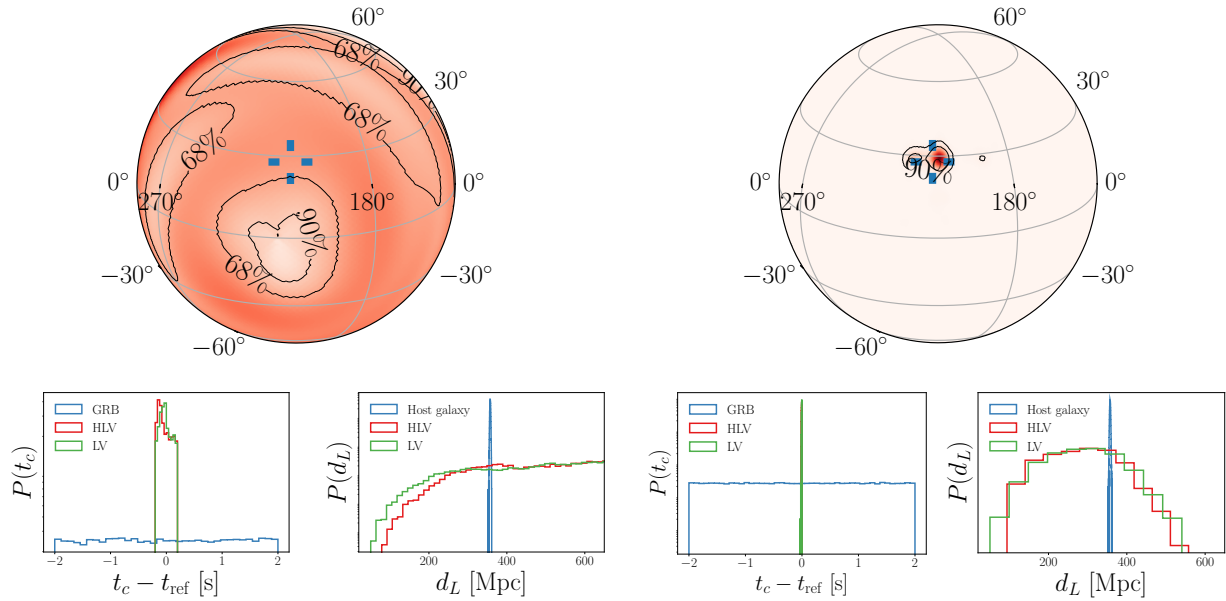 60°
30°
0°
−30°
−60°
0°
−30°
270°
180°
68%
90%
68%
68%
90%
68%
60°
30°
0°
−30°
−60°
0°
−30°
270°
180°
90%
GRB
HLV
LV
P(t_c)
−2 −1 0 1 2
t_c − t_ref [s]
Host galaxy
HLV
LV
P(d_L)
200 400 600
d_L [Mpc]
GRB
HLV
LV
P(t_c)
−2 −1 0 1 2
t_c − t_ref [s]
Host galaxy
HLV
LV
P(d_L)
200 400 600
d_L [Mpc]